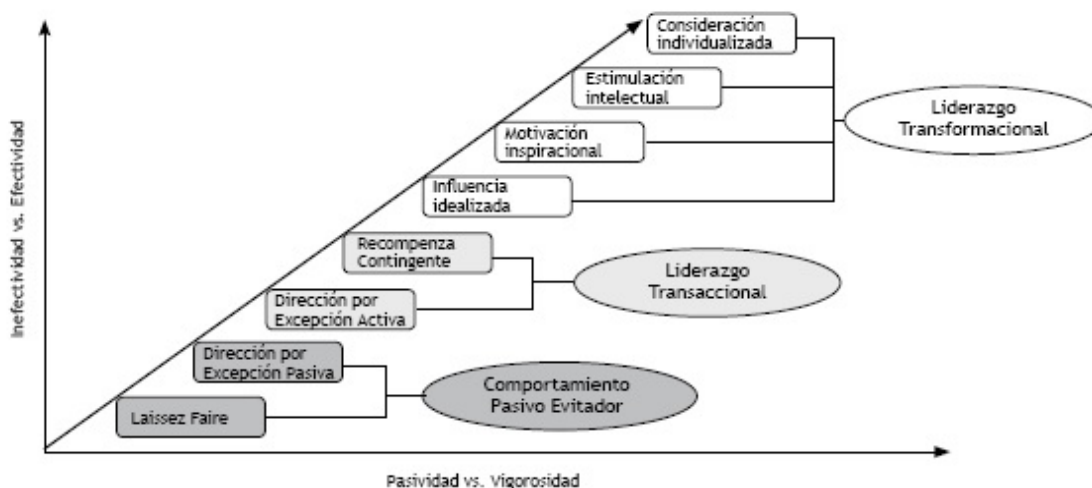 Consideración
individualizada
Estimulación
intelectual
Liderazgo
Transformacional
Motivación
inspiracional
Influencia
idealizada
Recompenza
Contingente
Liderazgo
Transaccional
Dirección por
Excepción Activa
Dirección por
Excepción Pasiva
Comportamiento
Pasivo Evitador
Laissez Faire
Inefectividad vs. Efectividad
Pasividad vs. Vigorosidad